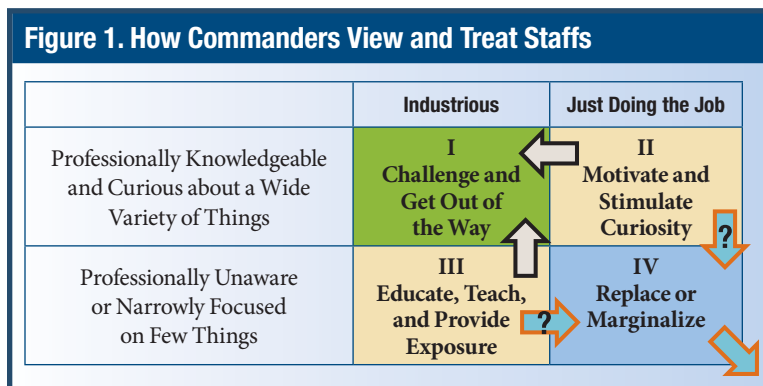 Figure 1. How Commanders View and Treat Staffs
Industrious
Just Doing the Job
Professionally Knowledgeable
and Curious about a Wide
Variety of Things
I
Challenge and
Get Out of
the Way
II
Motivate and
Stimulate
Curiosity
?
Professionally Unaware
or Narrowly Focused
on Few Things
III
Educate, Teach,
and Provide
Exposure
?
IV
Replace or
Marginalize